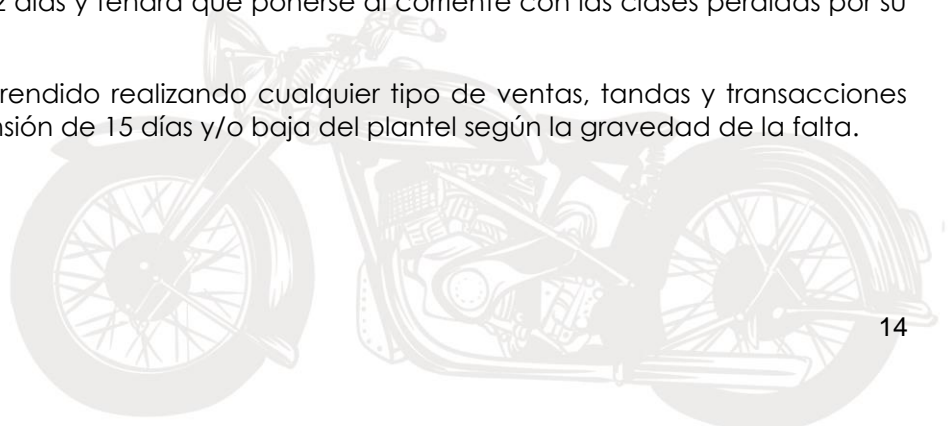 días y tendrá que ponerse al corriente con las clases perdidas por su
rendido realizando cualquier tipo de ventas, tandas y transacciones
nsión de 15 días y/o baja del plantel según la gravedad de la falta.
14